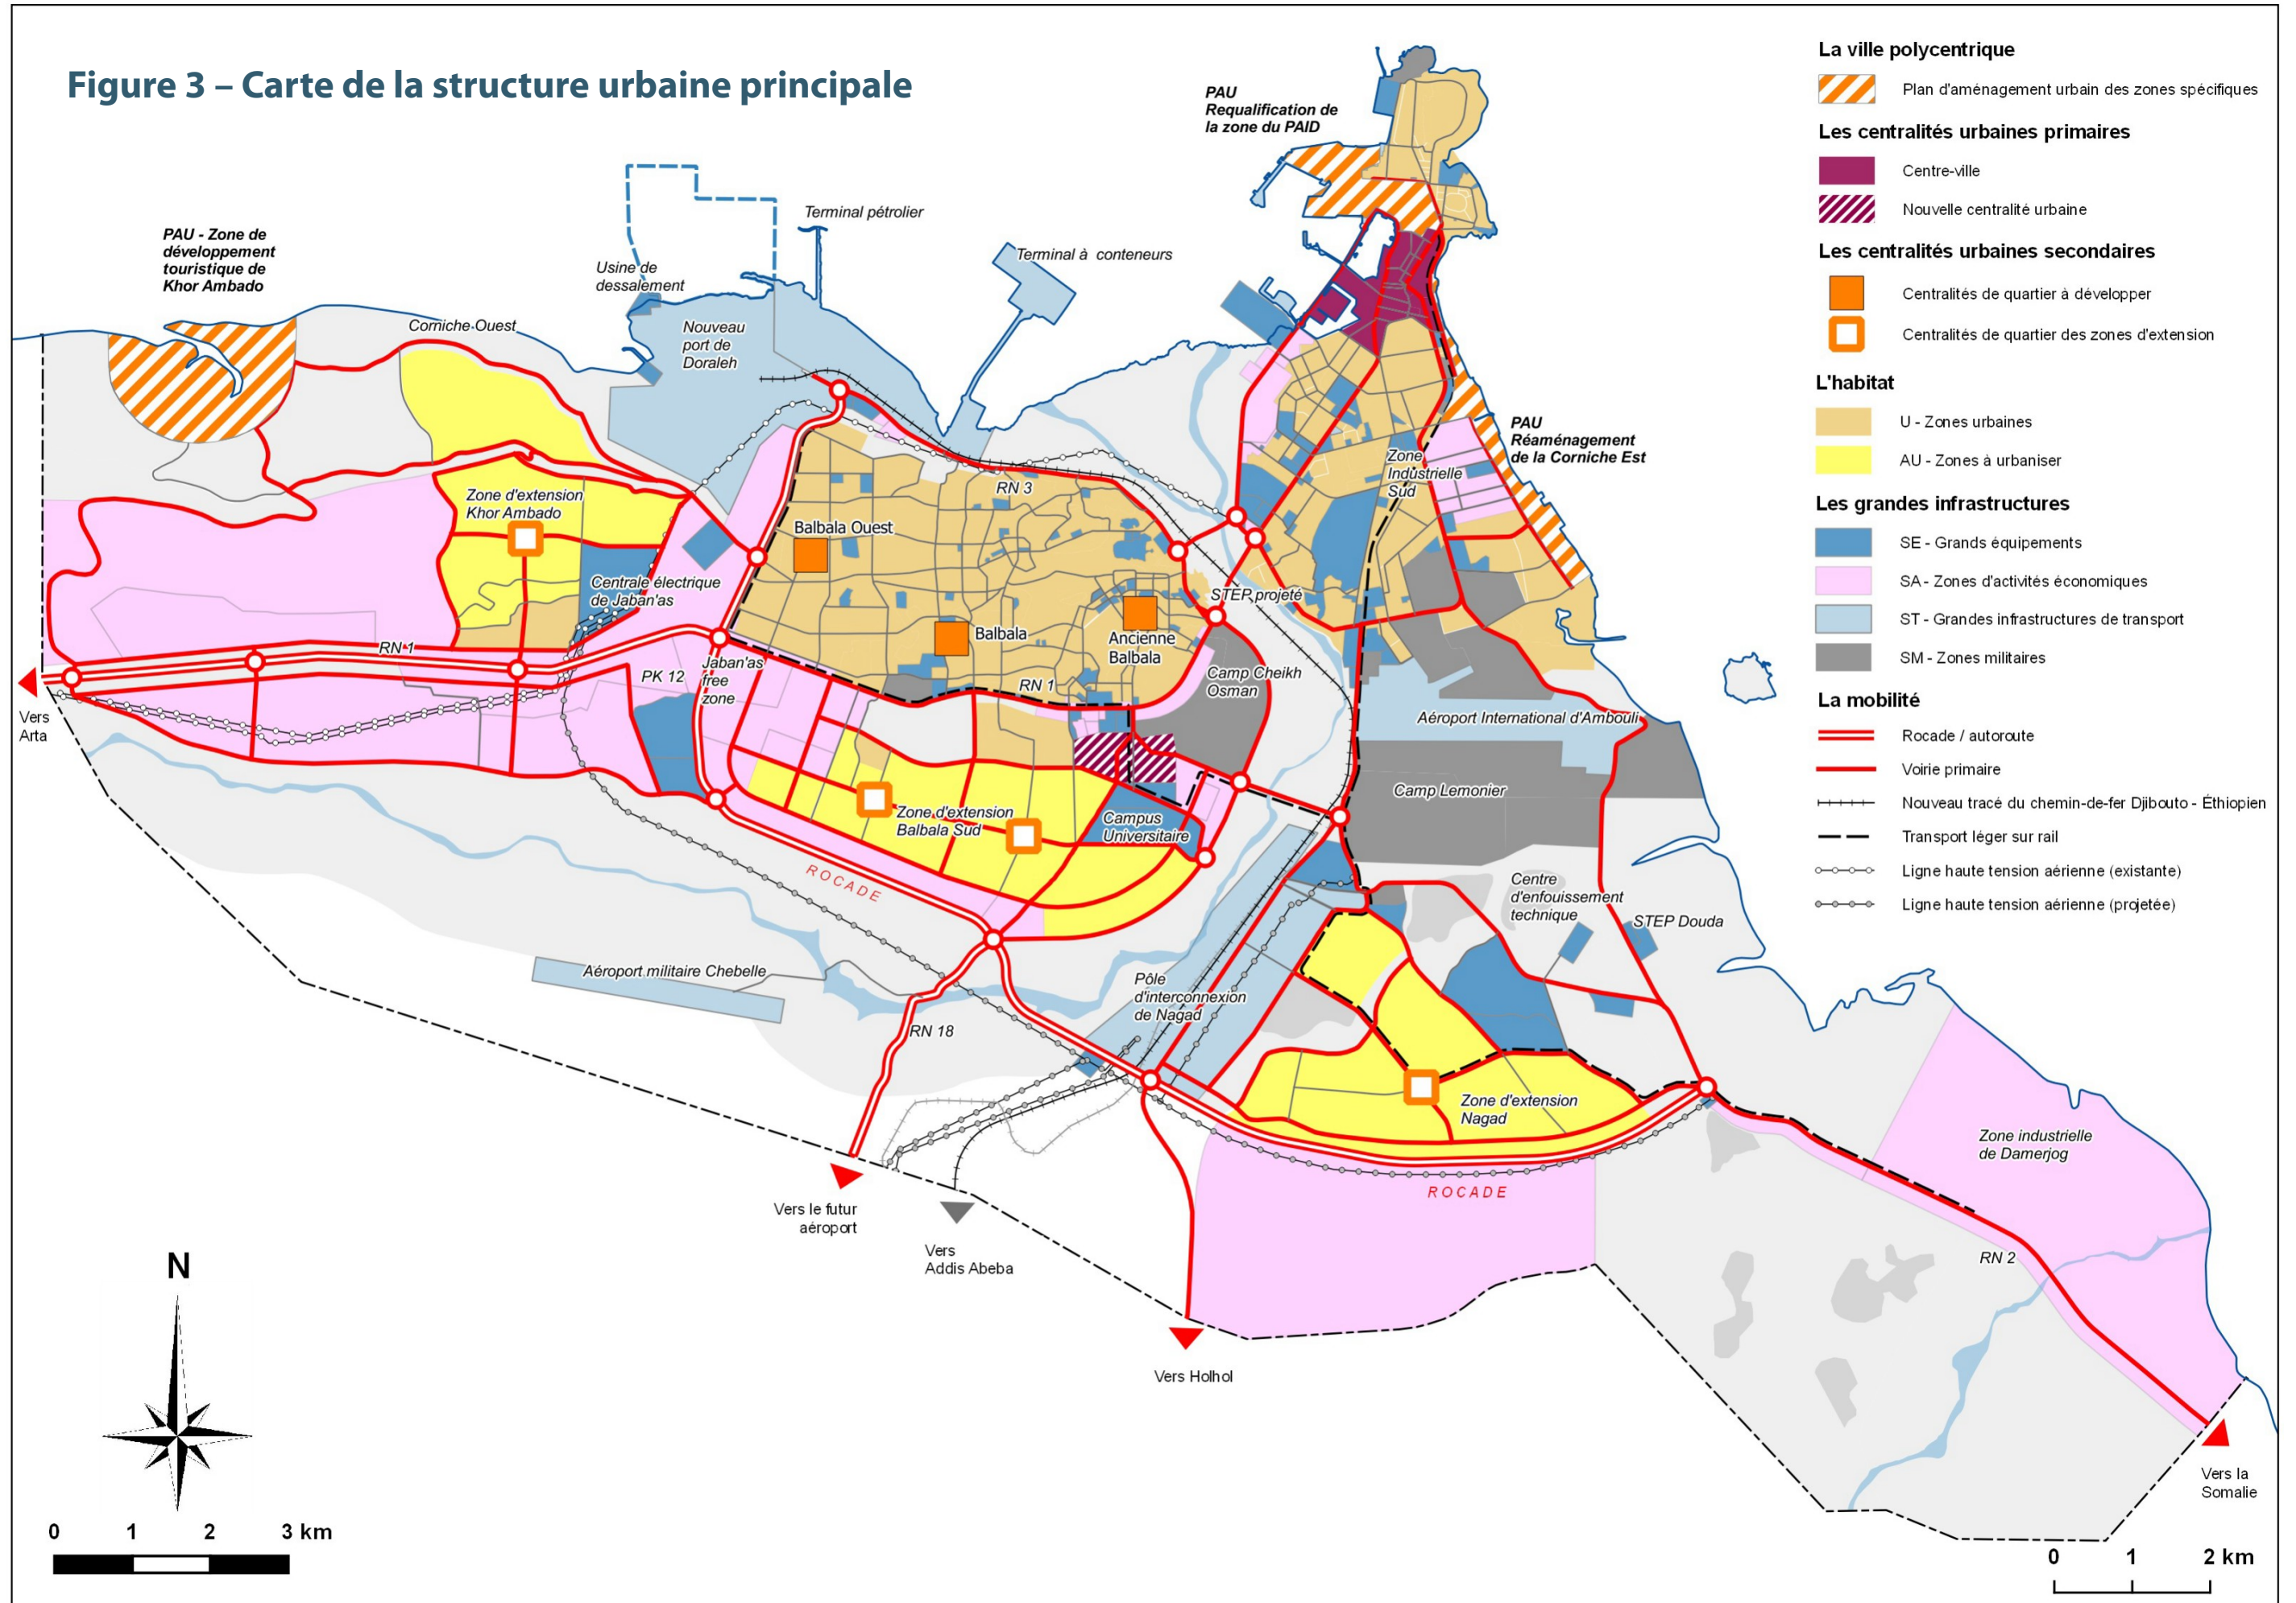 Figure 3 – Carte de la structure urbaine principale
PAU - Zone de
développement
touristique de
Khor Ambado
Corniche Ouest
Usine de
dessalement
Nouveau
port de
Doraleh
Terminal pétrolier
Terminal à conteneurs
PAU
Requalification de
la zone du PAID
PAU
Réaménagement
de la Corniche Est
Zone
Industrielle
Sud
Zone d'extension
Khor Ambado
Centrale électrique
de Jaban'as
Balbala Ouest
RN 3
Balbala
Ancienne
Balbala
STEP projeté
Camp Cheikh
Osman
RN 1
PK 12
Jaban'as
free
zone
RN 1
Vers
Arta
Aéroport International d'Ambouli
Camp Lemonier
Zone d'extension
Balbala Sud
Campus
Universitaire
ROCADE
Centre
d'enfouissement
technique
STEP Douda
Aéroport militaire Chebelle
Pôle
d'interconnexion
de Nagad
RN 18
Zone d'extension
Nagad
ROCADE
Zone industrielle
de Damerjog
RN 2
Vers le futur
aéroport
Vers
Addis Abeba
Vers Holhol
Vers la
Somalie
N
0 1 2 3 km
0 1 2 km
La ville polycentrique
Plan d'aménagement urbain des zones spécifiques
Les centralités urbaines primaires
Centre-ville
Nouvelle centralité urbaine
Les centralités urbaines secondaires
Centralités de quartier à développer
Centralités de quartier des zones d'extension
L'habitat
U - Zones urbaines
AU - Zones à urbaniser
Les grandes infrastructures
SE - Grands équipements
SA - Zones d'activités économiques
ST - Grandes infrastructures de transport
SM - Zones militaires
La mobilité
Rocade / autoroute
Voirie primaire
Nouveau tracé du chemin-de-fer Djibouto - Éthiopien
Transport léger sur rail
Ligne haute tension aérienne (existante)
Ligne haute tension aérienne (projetée)